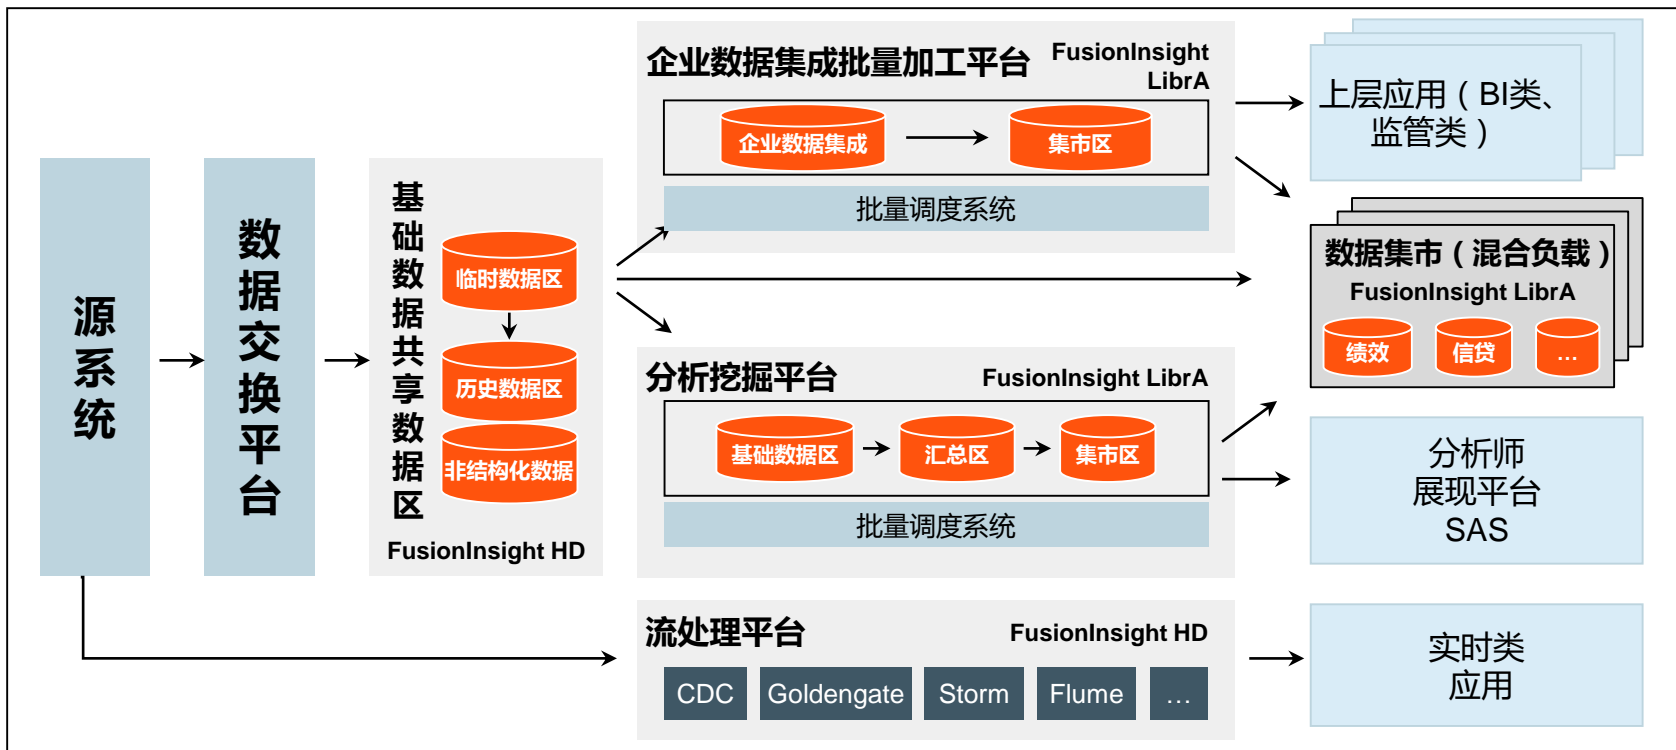 源系统
数据交换平台
基础数据共享数据区
临时数据区
历史数据区
非结构化数据
FusionInsight HD
企业数据集成批量加工平台
FusionInsight
LibrA
企业数据集成
集市区
批量调度系统
分析挖掘平台
FusionInsight LibrA
基础数据区
汇总区
集市区
批量调度系统
流处理平台
FusionInsight HD
CDC
Goldengate
Storm
Flume
...
上层应用（BI类、
监管类）
数据集市（混合负载）
FusionInsight LibrA
绩效
信贷
...
分析师
展现平台
SAS
实时类
应用